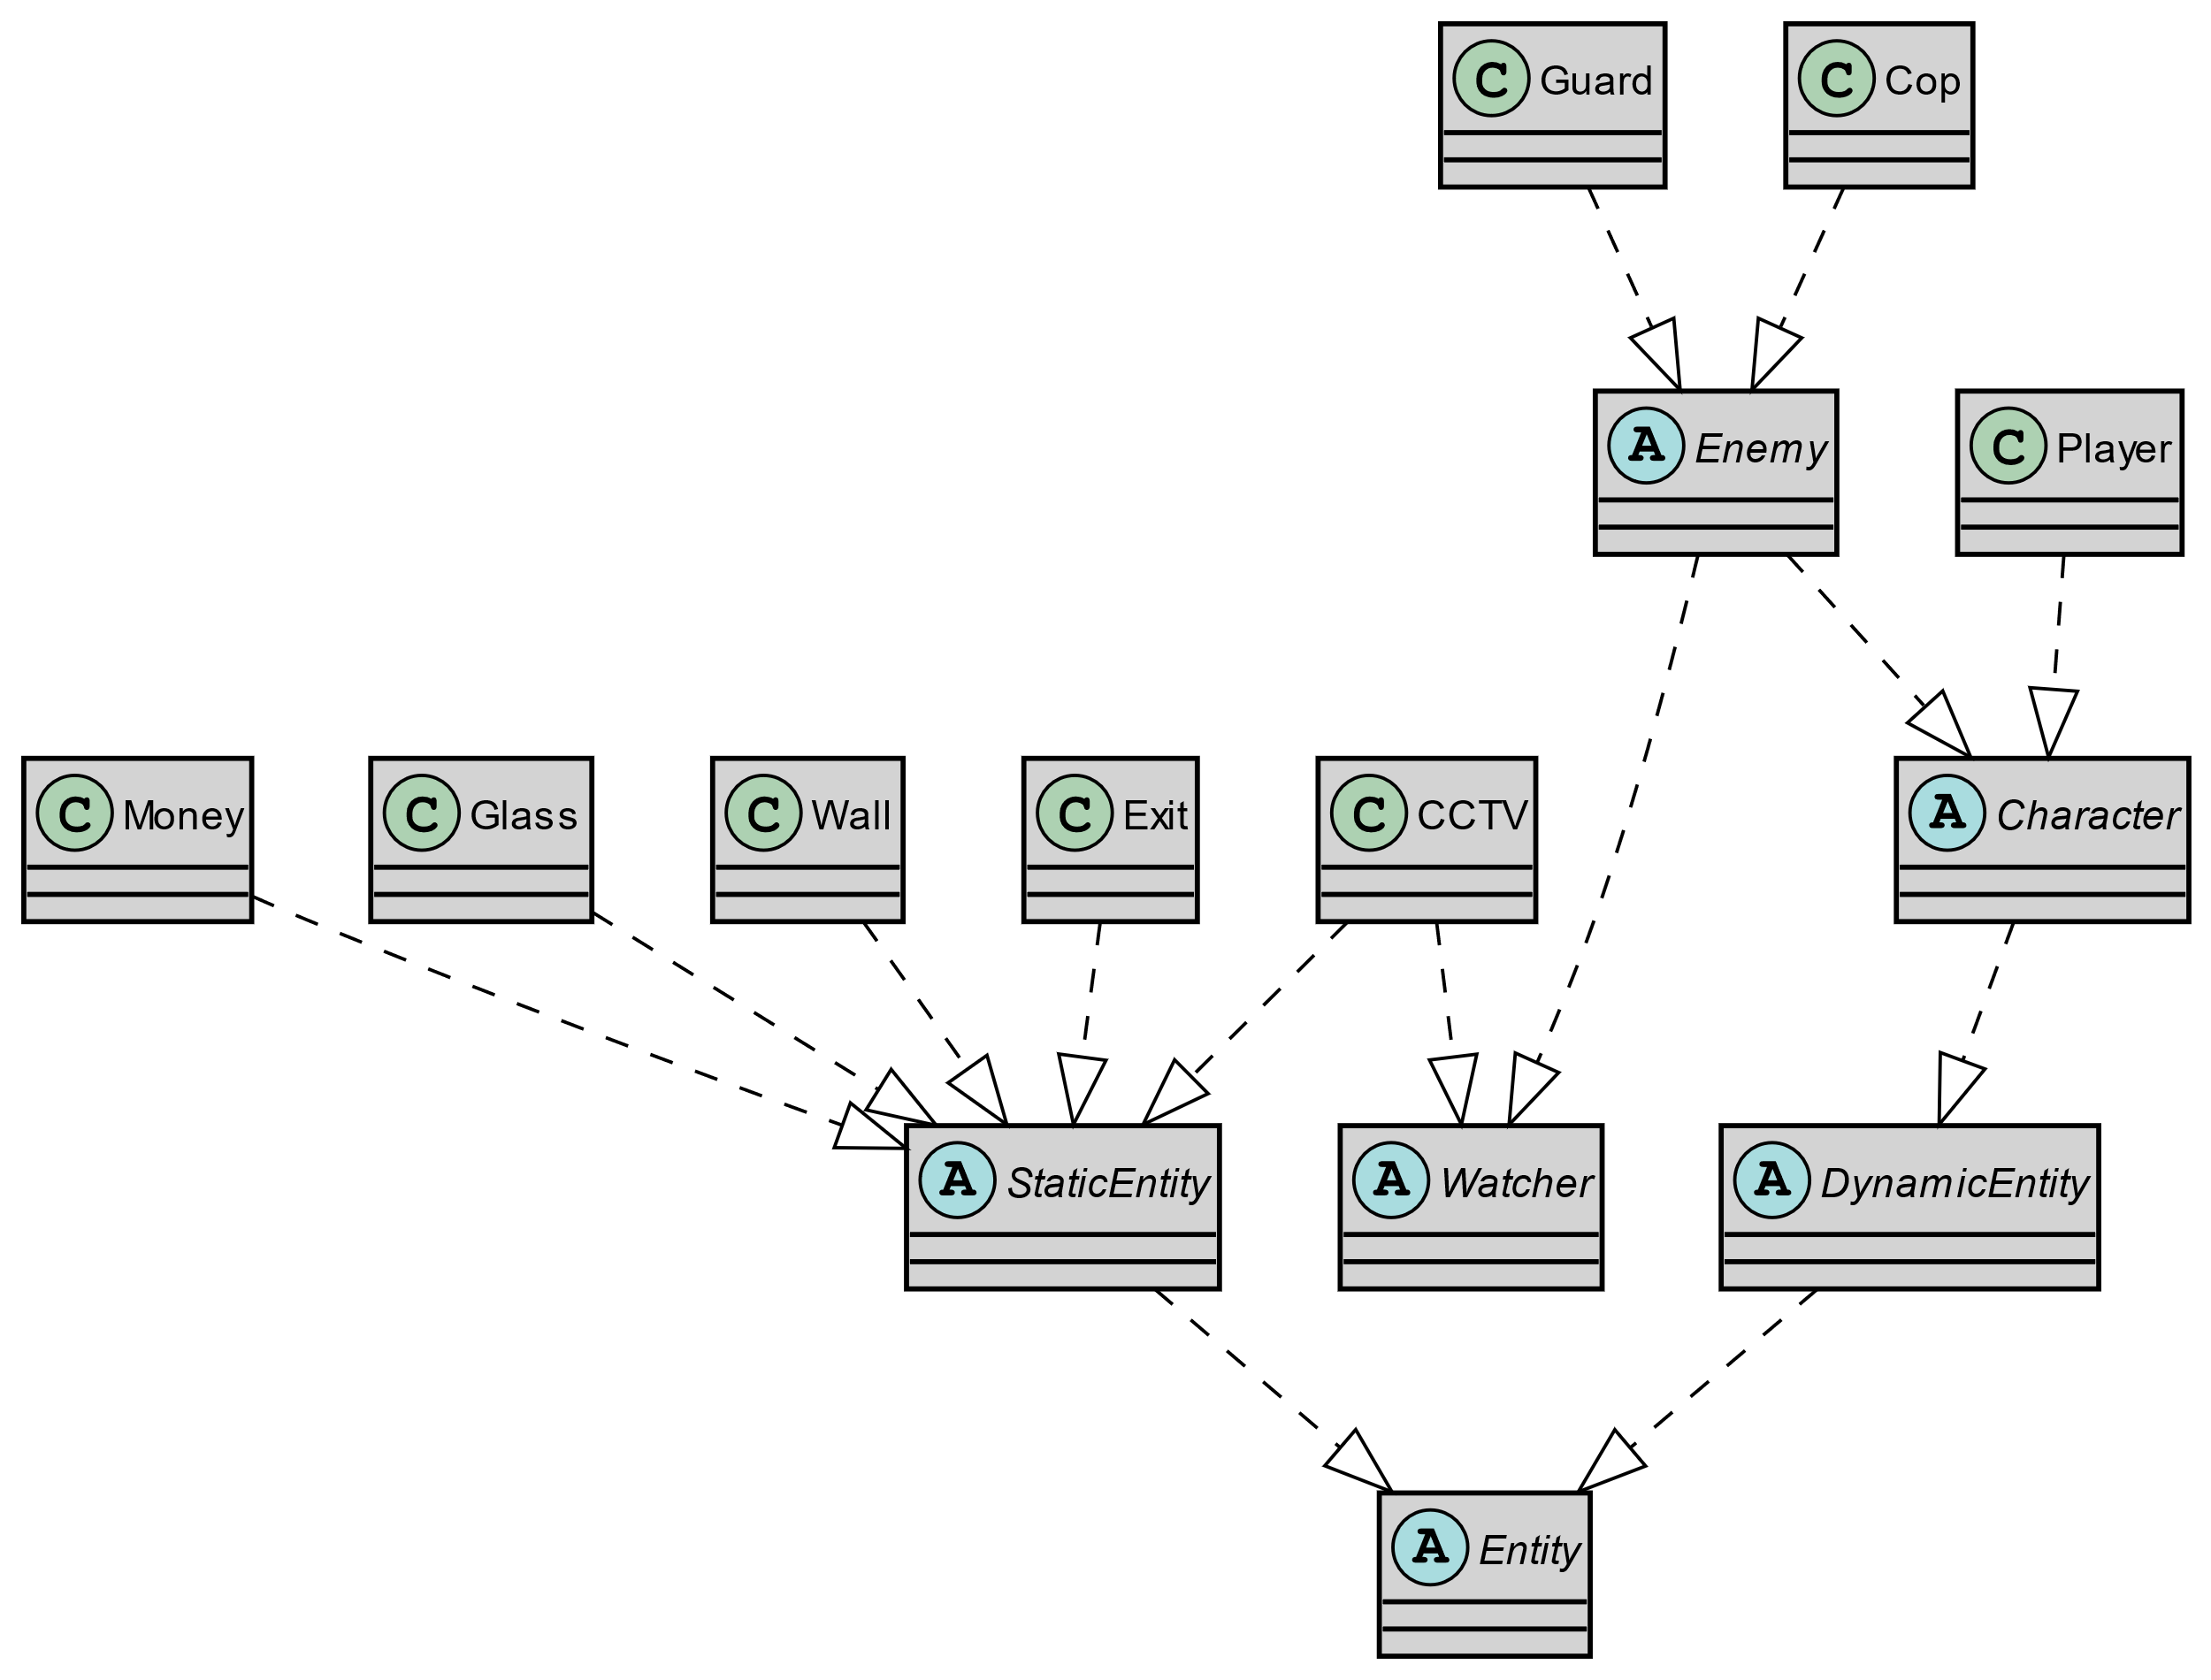 C Guard
C Cop
A Enemy
C Player
C Money
C Glass
C Wall
C Exit
C CCTV
A Character
A StaticEntity
A Watcher
A DynamicEntity
A Entity